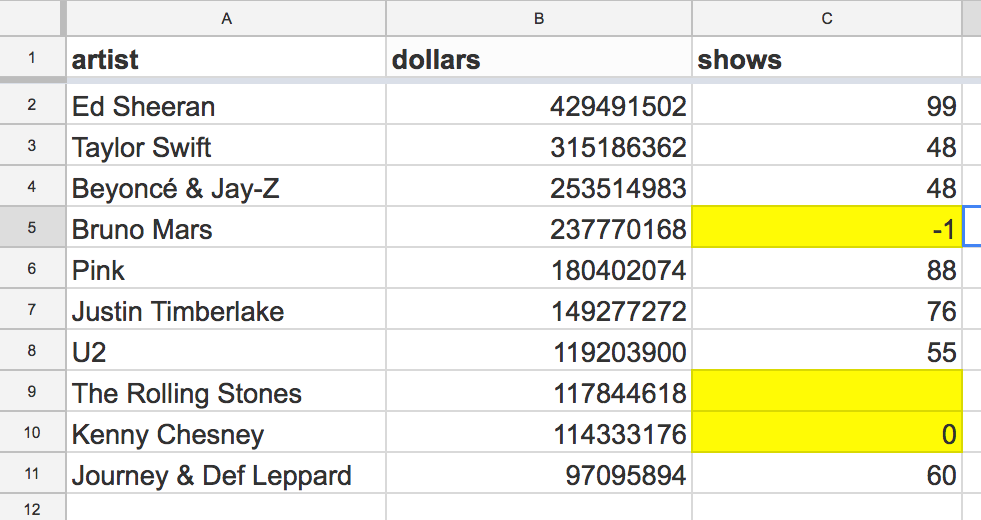 A B C
1 artist dollars shows
2 Ed Sheeran 429491502 99
3 Taylor Swift 315186362 48
4 Beyoncé & Jay-Z 253514983 48
5 Bruno Mars 237770168 -1
6 Pink 180402074 88
7 Justin Timberlake 149277272 76
8 U2 119203900 55
9 The Rolling Stones 117844618
10 Kenny Chesney 114333176 0
11 Journey & Def Leppard 97095894 60
12